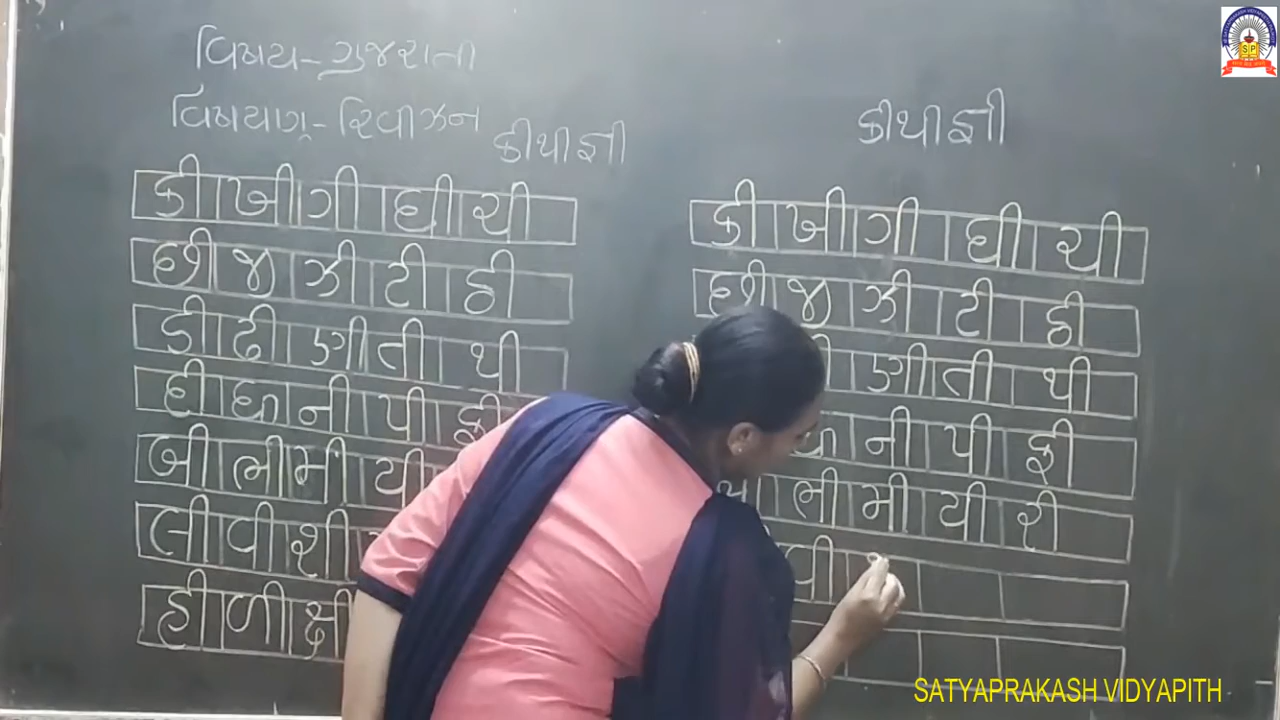 વિષય-ગુજરાતી
વિષયાંગ-રિવીઝન
કીથીજ્ઞી
કી ખી ગી ઘી ચી
છી જી ઝી ટી ઠી
ડી ઢી ણી તી થી
દી ધી ની પી ફી
બી ભી મી યી
લી વી શી
હી ળી ક્ષી
કીથીજ્ઞી
કી ખી ગી ઘી ચી
છી જી ઝી ટી ઠી
ણી તી થી
ની પી ફી
ભી મી યી રી
વી
SATYAPRAKASH VIDYAPITH